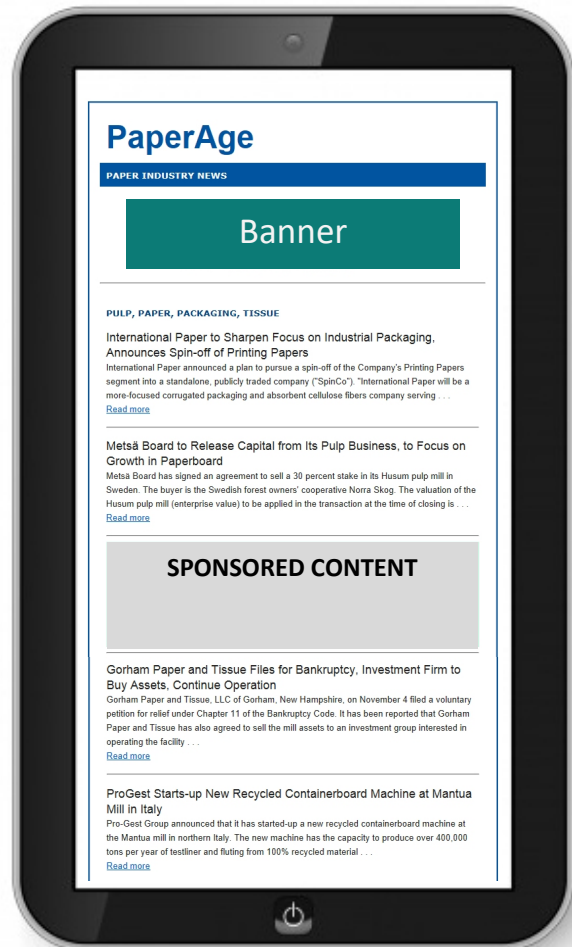 PaperAge
PAPER INDUSTRY NEWS
Banner
PULP, PAPER, PACKAGING, TISSUE
International Paper to Sharpen Focus on Industrial Packaging,
Announces Spin-off of Printing Papers
International Paper announced a plan to pursue a spin-off of the Company's Printing Papers
segment into a standalone, publicly traded company ("SpinCo"). "International Paper will be a
more-focused corrugated packaging and absorbent cellulose fibers company serving . . .
Read more
Metsä Board to Release Capital from Its Pulp Business, to Focus on
Growth in Paperboard
Metsä Board has signed an agreement to sell a 30 percent stake in its Husum pulp mill in
Sweden. The buyer is the Swedish forest owners' cooperative Norra Skog. The valuation of the
Husum pulp mill (enterprise value) to be applied in the transaction at the time of closing is . . .
Read more
SPONSORED CONTENT
Gorham Paper and Tissue Files for Bankruptcy, Investment Firm to
Buy Assets, Continue Operation
Gorham Paper and Tissue, LLC of Gorham, New Hampshire, on November 4 filed a voluntary
petition for relief under Chapter 11 of the Bankruptcy Code. It has been reported that Gorham
Paper and Tissue has also agreed to sell the mill assets to an investment group interested in
operating the facility . . .
Read more
ProGest Starts-up New Recycled Containerboard Machine at Mantua
Mill in Italy
Pro-Gest Group announced that it has started-up a new recycled containerboard machine at
the Mantua mill in northern Italy. The new machine has the capacity to produce over 400,000
tons per year of testliner and fluting from 100% recycled material . . .
Read more